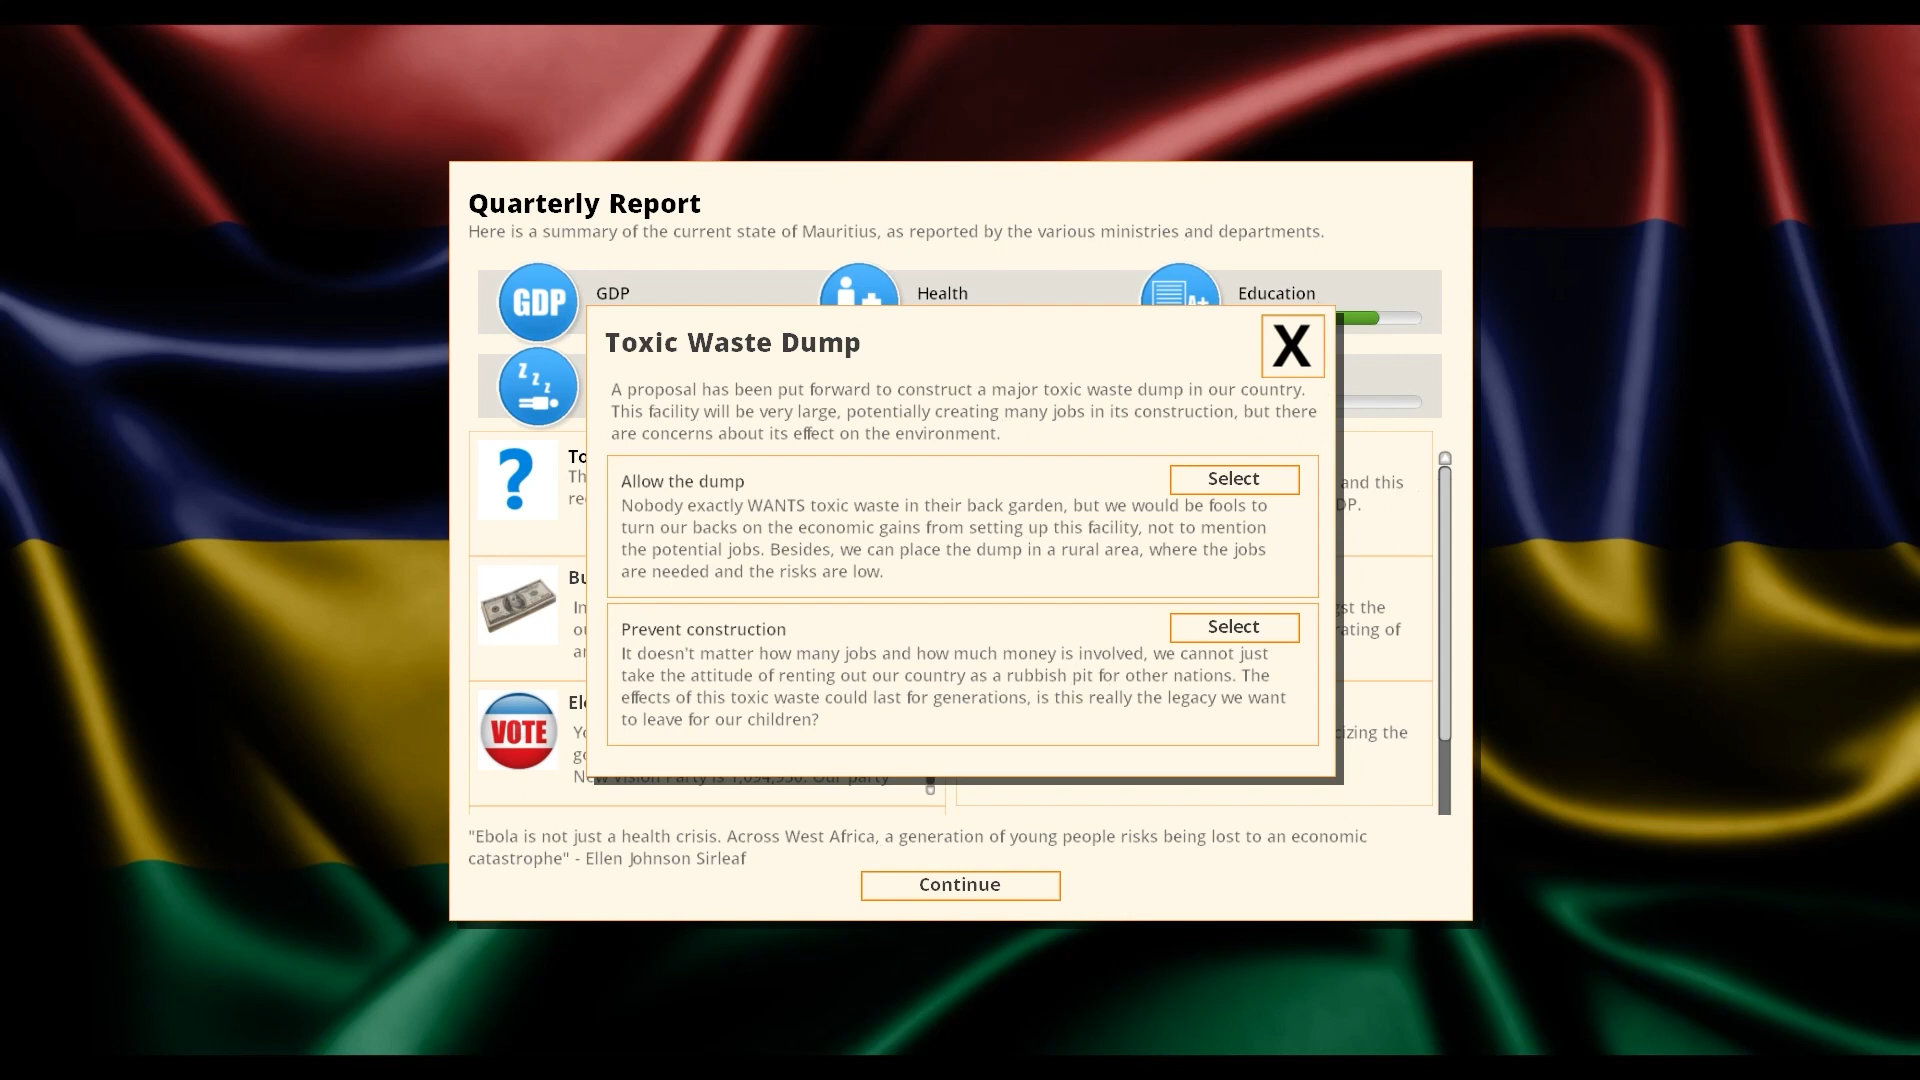 Quarterly Report
Here is a summary of the current state of Mauritius, as reported by the various ministries and departments.
GDP
GDP
Health
A+
Education
Toxic Waste Dump
X
A proposal has been put forward to construct a major toxic waste dump in our country.
This facility will be very large, potentially creating many jobs in its construction, but there
are concerns about its effect on the environment.
Allow the dump
Select
Nobody exactly WANTS toxic waste in their back garden, but we would be fools to
turn our backs on the economic gains from setting up this facility, not to mention
the potential jobs. Besides, we can place the dump in a rural area, where the jobs
are needed and the risks are low.
Prevent construction
Select
It doesn't matter how many jobs and how much money is involved, we cannot just
take the attitude of renting out our country as a rubbish pit for other nations. The
effects of this toxic waste could last for generations, is this really the legacy we want
to leave for our children?
Z Z Z
?
and this
VOTE
rating of
the
"Ebola is not just a health crisis. Across West Africa, a generation of young people risks being lost to an economic
catastrophe" - Ellen Johnson Sirleaf
Continue